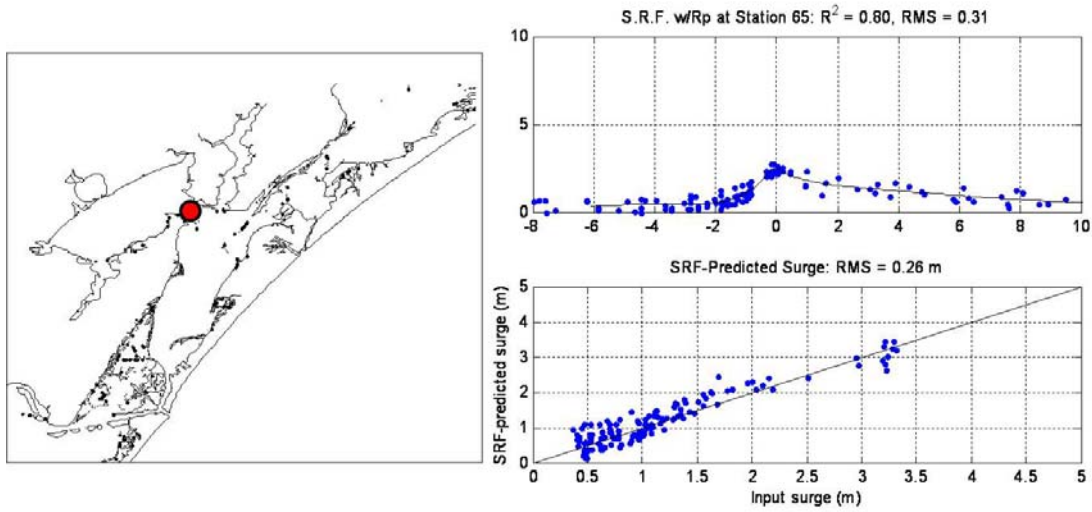 S.R.F. w/Rp at Station 65: R² = 0.80, RMS = 0.31
10
5
0
-8 -6 -4 -2 0 2 4 6 8 10
SRF-Predicted Surge: RMS = 0.26 m
SRF-predicted surge (m)
5
4
3
2
1
0
0 0.5 1 1.5 2 2.5 3 3.5 4 4.5 5
Input surge (m)